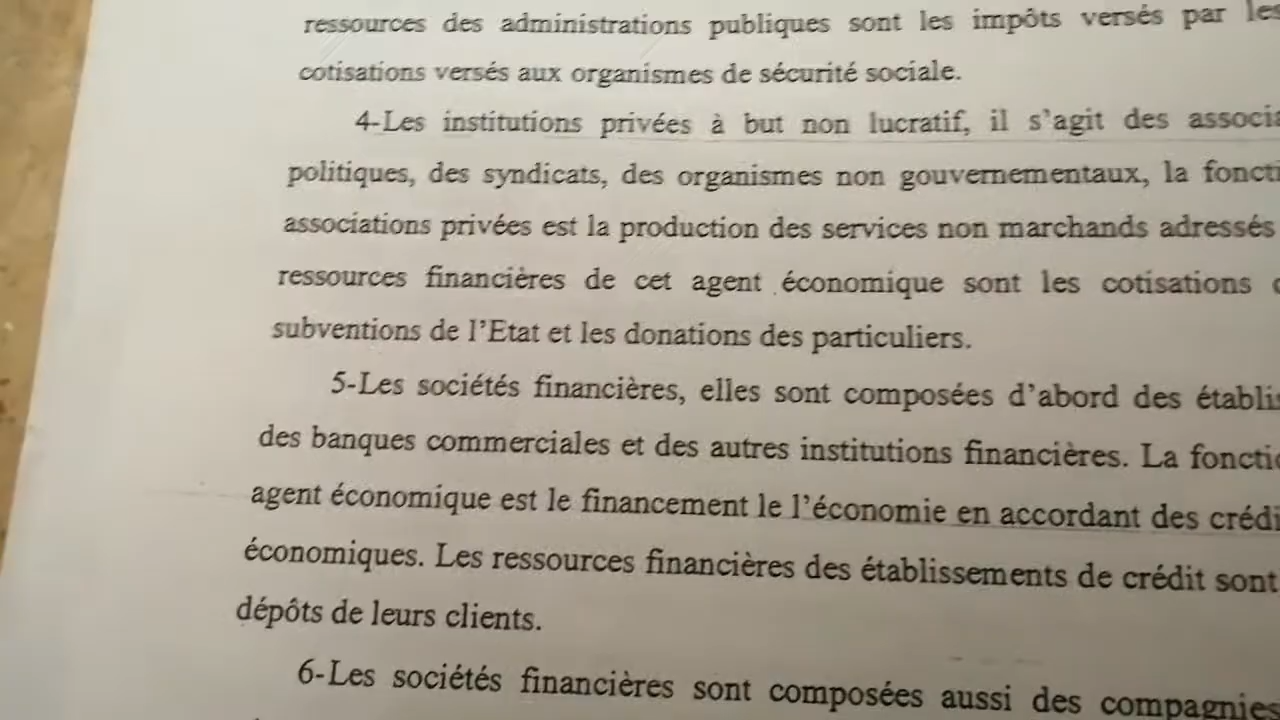 ressources des administrations publiques sont les impôts versés par
cotisations versés aux organismes de sécurité sociale.
4-Les institutions privées à but non lucratif, il s'agit des
politiques, des syndicats, des organismes non gouvernementaux, la
associations privées est la production des services non marchands adressés
ressources financières de cet agent économique sont les cotisations
subventions de l'Etat et les donations des particuliers.
5-Les sociétés financières, elles sont composées d'abord des
des banques commerciales et des autres institutions financières. La
agent économique est le financement le l'économie en accordant des
économiques. Les ressources financières des établissements de crédit sont
dépôts de leurs clients.
6-Les sociétés financières sont composées aussi des compagnies